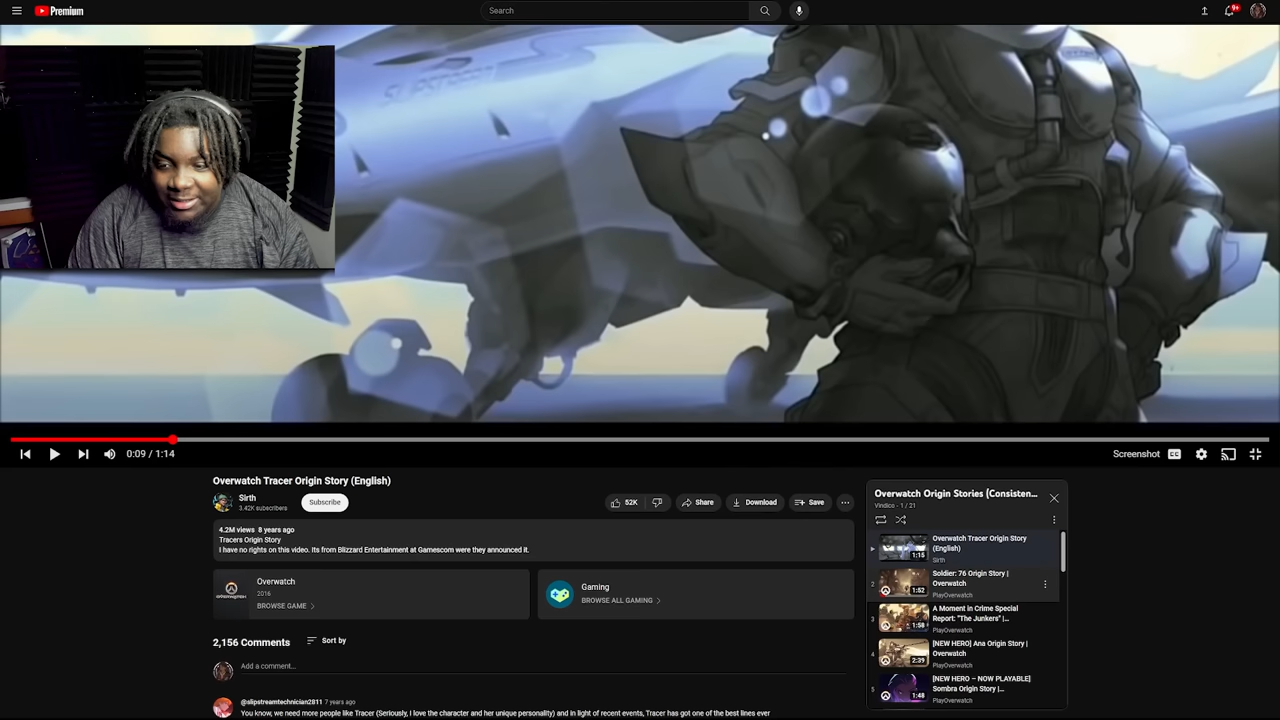 Premium
Search
9+
SLIPSTREAM
0:09 / 1:14
Screenshot
CC
Overwatch Tracer Origin Story (English)
Sirth
3.42K subscribers
Subscribe
52K
Share
Download
Save
4.2M views 8 years ago
Tracers Origin Story
I have no rights on this video. Its from Blizzard Entertainment at Gamescom were they announced it.
Overwatch
2016
BROWSE GAME
Gaming
BROWSE ALL GAMING
2,156 Comments
Sort by
Add a comment...
@slipstreamtechnician2811 7 years ago
You know, we need more people like Tracer (Seriously, I love the character and her unique personality) and in light of recent events, Tracer has got one of the best lines ever
Overwatch Origin Stories (Consisten...
Vindico - 1 / 21
Overwatch Tracer Origin Story
(English)
Sirth
1:15
2
Soldier: 76 Origin Story |
Overwatch
PlayOverwatch
1:52
3
A Moment in Crime Special
Report: "The Junkers" |...
PlayOverwatch
1:58
4
[NEW HERO] Ana Origin Story |
Overwatch
PlayOverwatch
2:39
5
[NEW HERO – NOW PLAYABLE]
Sombra Origin Story |...
PlayOverwatch
1:48